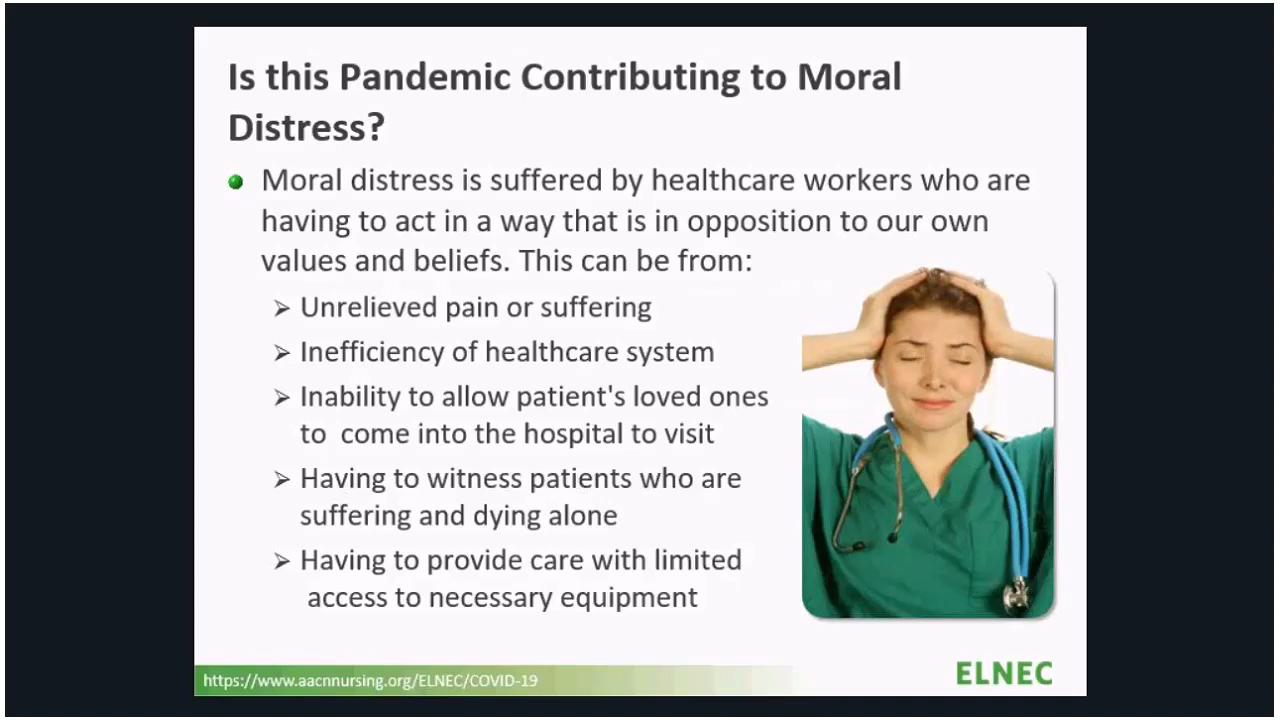 Is this Pandemic Contributing to Moral
Distress?
Moral distress is suffered by healthcare workers who are
having to act in a way that is in opposition to our own
values and beliefs. This can be from:
Unrelieved pain or suffering
Inefficiency of healthcare system
Inability to allow patient's loved ones
to come into the hospital to visit
Having to witness patients who are
suffering and dying alone
Having to provide care with limited
access to necessary equipment
https://www.aacnnursing.org/ELNEC/COVID-19
ELNEC